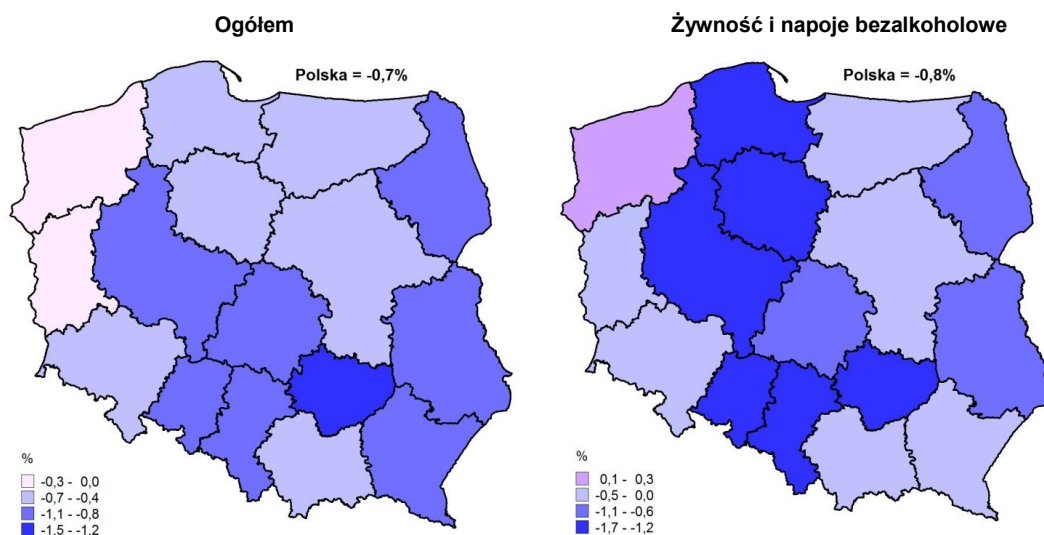 Ogółem
Polska = -0,7%
%
-0,3 - 0,0
-0,7 - -0,4
-1,1 - -0,8
-1,5 - -1,2
Żywność i napoje bezalkoholowe
Polska = -0,8%
%
0,1 - 0,3
-0,5 - 0,0
-1,1 - -0,6
-1,7 - -1,2